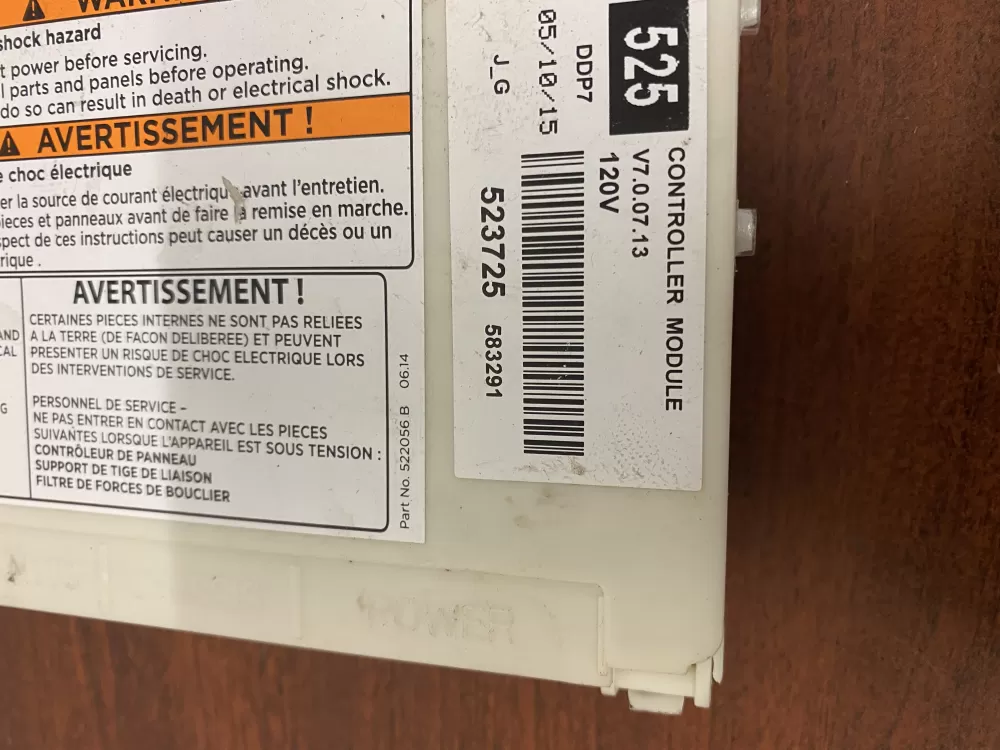 shock hazard
t power before servicing.
l parts and panels before operating.
do so can result in death or electrical shock.
AVERTISSEMENT !
choc électrique
er la source de courant électrique avant l'entretien.
ieces et panneaux avant de faire la remise en marche.
spect de ces instructions peut causer un décès ou un
rique .
AND
CAL
G
AVERTISSEMENT !
CERTAINES PIECES INTERNES NE SONT PAS RELIEES
A LA TERRE (DE FACON DELIBEREE) ET PEUVENT
PRESENTER UN RISQUE DE CHOC ELECTRIQUE LORS
DES INTERVENTIONS DE SERVICE.
PERSONNEL DE SERVICE -
NE PAS ENTRER EN CONTACT AVEC LES PIECES
SUIVANTES LORSQUE L'APPAREIL EST SOUS TENSION :
CONTRÔLEUR DE PANNEAU
SUPPORT DE TIGE DE LIAISON
FILTRE DE FORCES DE BOUCLIER
Part No. 522056 B 06.14
525
CONTROLLER MODULE
V7.0.07.13
120V
DDP7
05/10/15
J_G
523725 583291
POWER